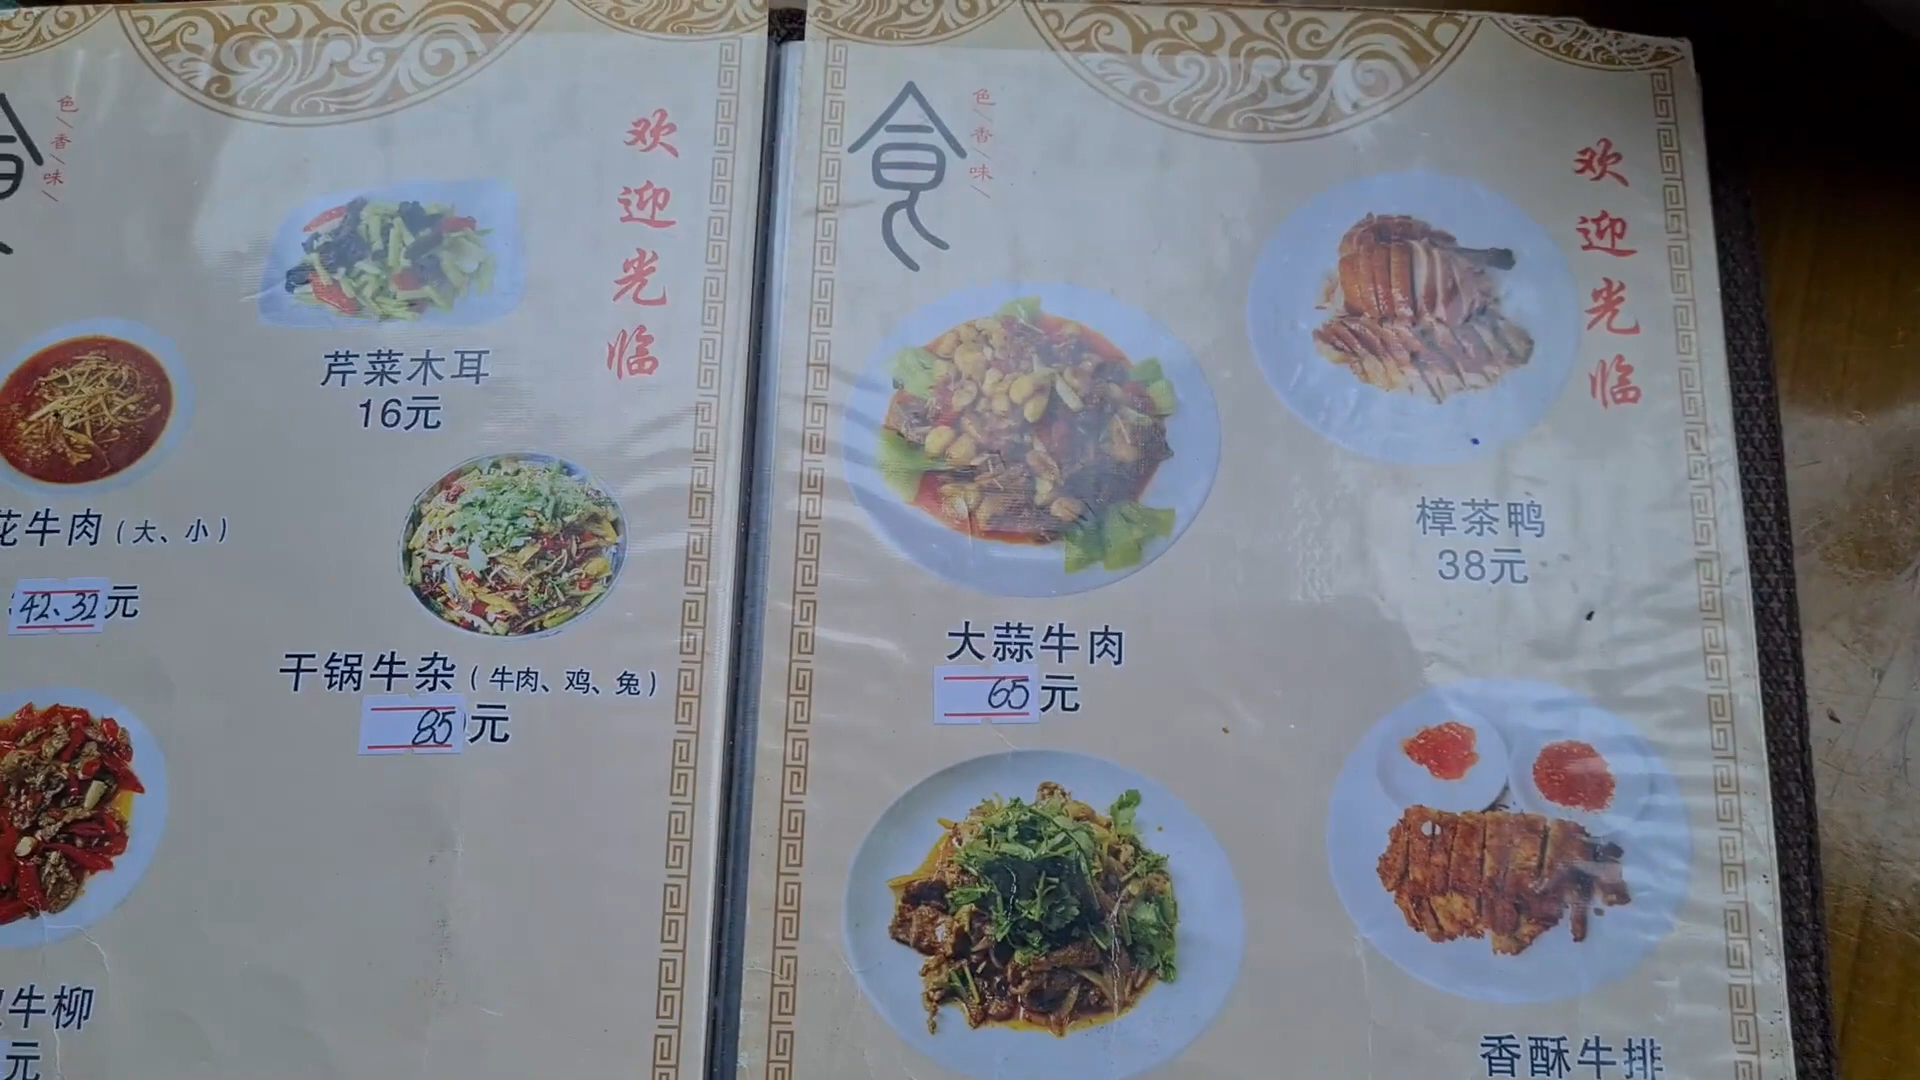 色/香/味/
欢迎光临
芹菜木耳
16元
牛肉(大、小)
42、32元
干锅牛杂(牛肉、鸡、兔)
85元
牛柳
元
食
色/香/味/
欢迎光临
樟茶鸭
38元
大蒜牛肉
65元
香酥牛排